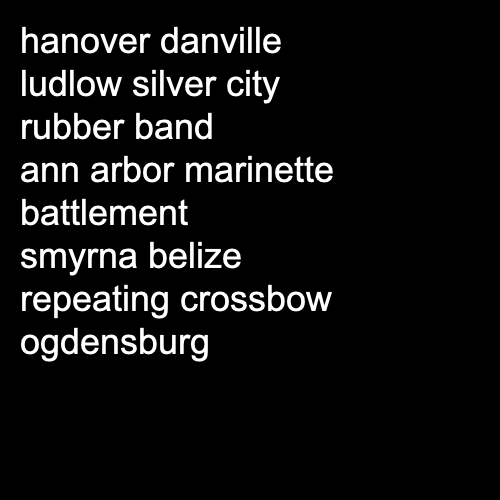 hanover danville
ludlow silver city
rubber band
ann arbor marinette
battlement
smyrna belize
repeating crossbow
ogdensburg